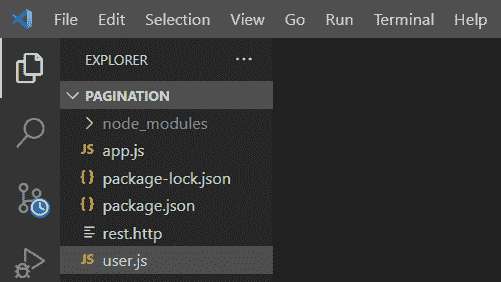 File Edit Selection View Go Run Terminal Help
EXPLORER ...
PAGINATION
node_modules
JS app.js
{} package-lock.json
{} package.json
rest.http
JS user.js